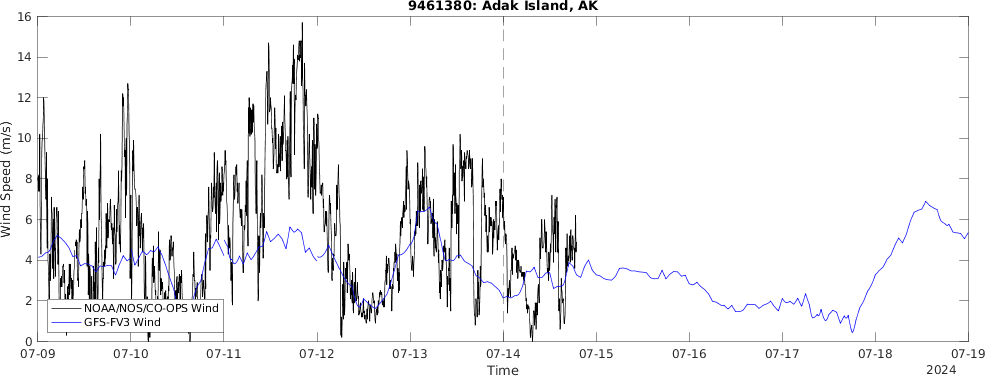 9461380: Adak Island, AK
Wind Speed (m/s)
16
14
12
10
8
6
4
2
0
NOAA/NOS/CO-OPS Wind
GFS-FV3 Wind
07-09 07-10 07-11 07-12 07-13 07-14 07-15 07-16 07-17 07-18 07-19
Time
2024